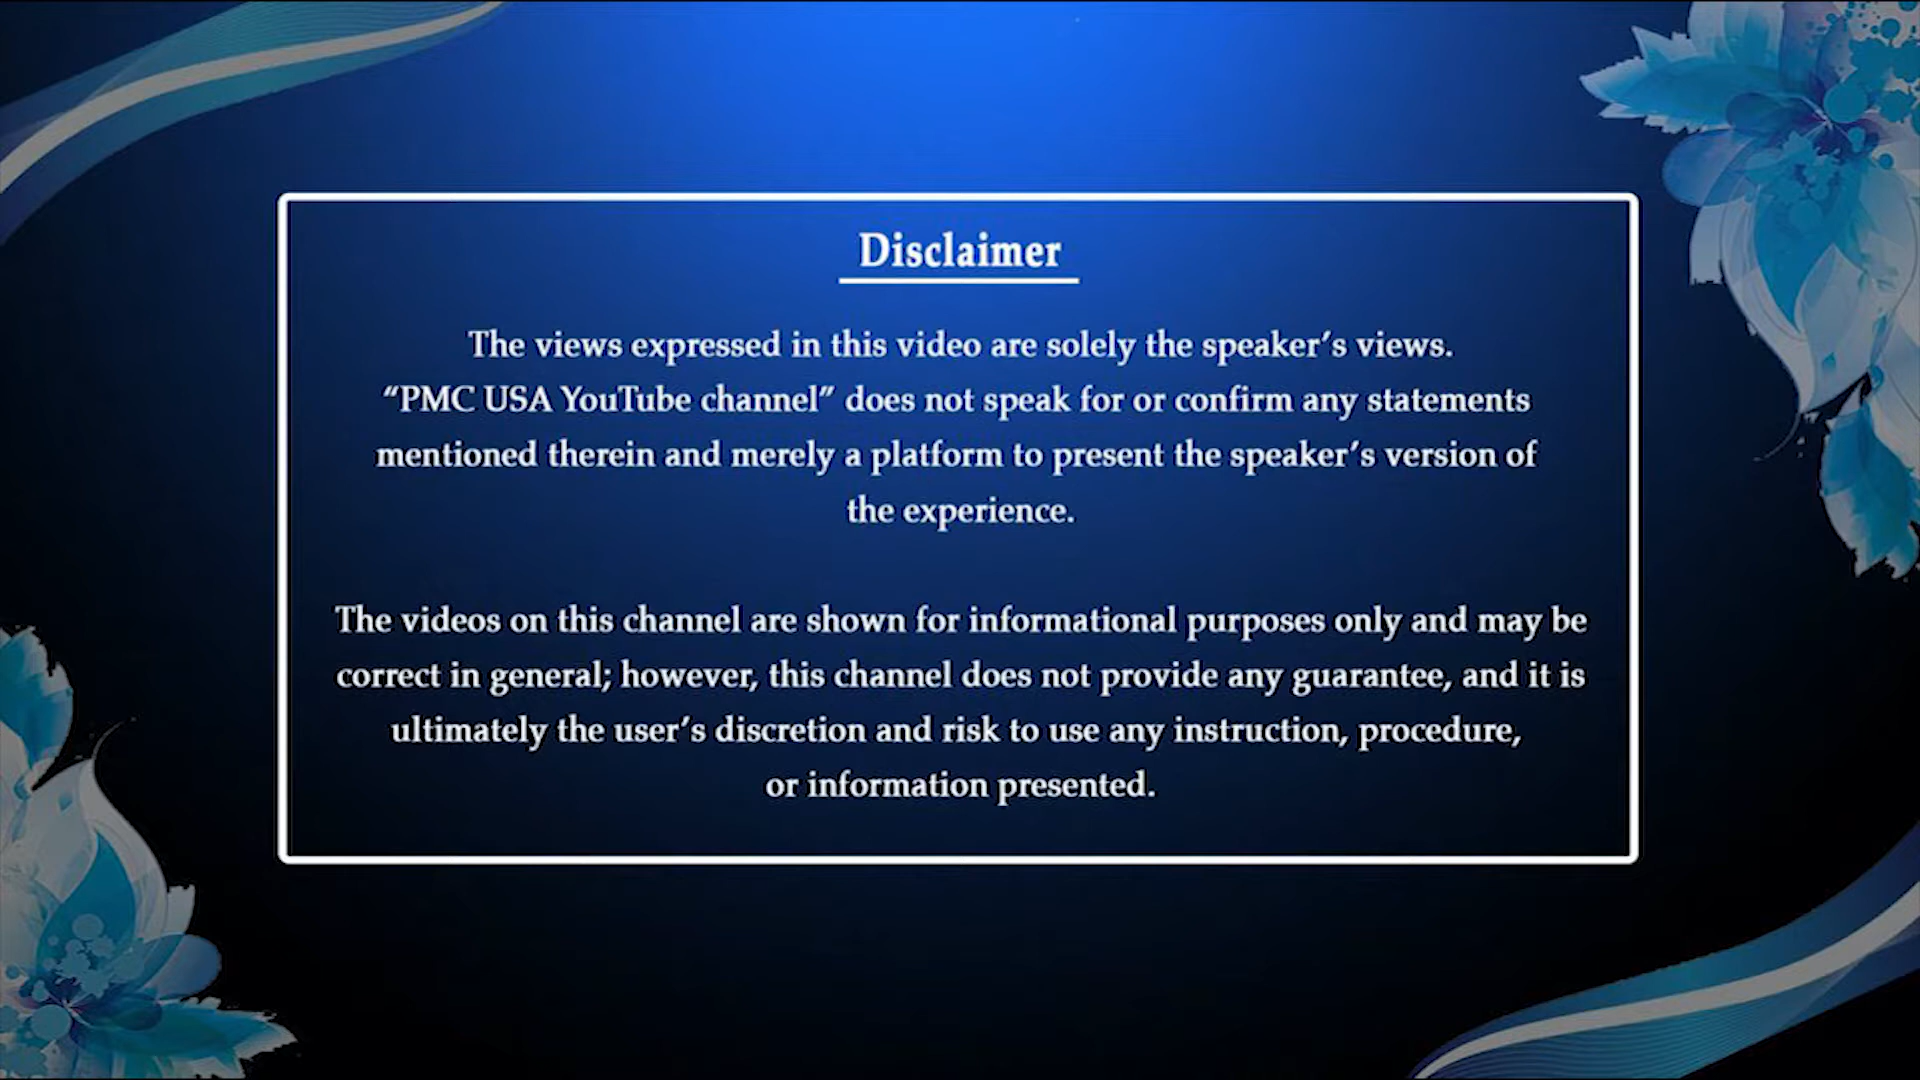 Disclaimer
The views expressed in this video are solely the speaker’s views.
“PMC USA YouTube channel” does not speak for or confirm any statements
mentioned therein and merely a platform to present the speaker’s version of
the experience.
The videos on this channel are shown for informational purposes only and may be
correct in general; however, this channel does not provide any guarantee, and it is
ultimately the user’s discretion and risk to use any instruction, procedure,
or information presented.